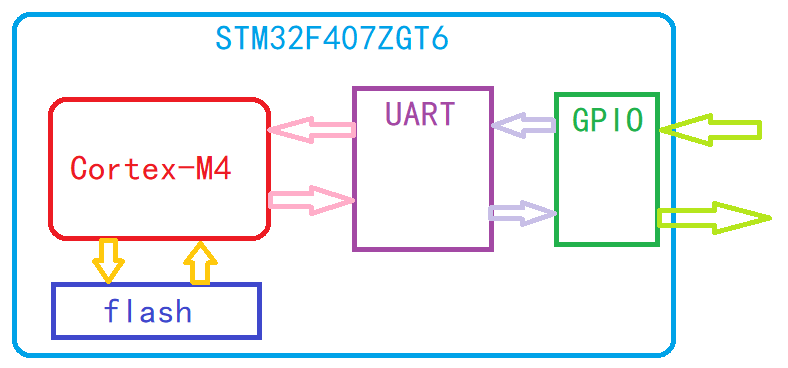 STM32F407ZGT6
UART
GPIO
Cortex-M4
flash